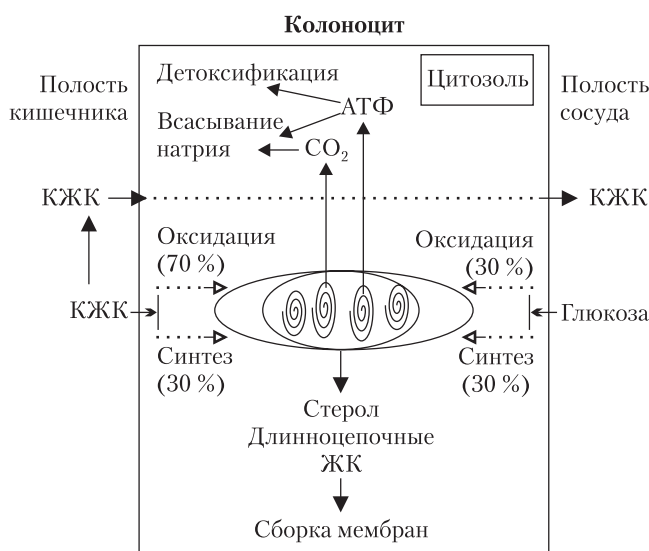 Колоноцит
Детоксификация
Цитозоль
Полость
кишечника
АТФ
Полость
сосуда
Всасывание
натрия
CO2
КЖК
КЖК
Оксидация
(70 %)
Оксидация
(30 %)
КЖК
Глюкоза
Синтез
(30 %)
Синтез
(30 %)
Стерол
Длинноцепочные
ЖК
Сборка мембран